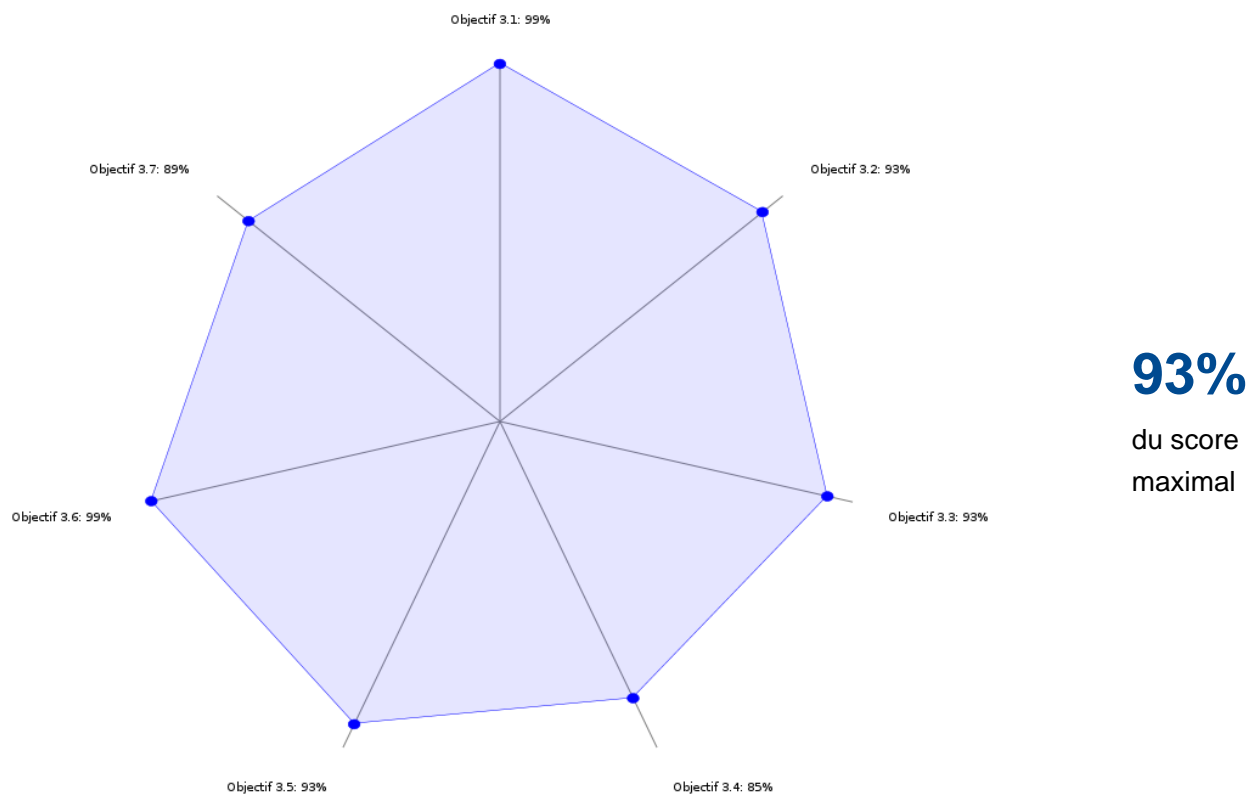 Objectif 3.1: 99%
Objectif 3.7: 89%
Objectif 3.2: 93%
93%
du score
maximal
Objectif 3.6: 99%
Objectif 3.3: 93%
Objectif 3.5: 93%
Objectif 3.4: 85%